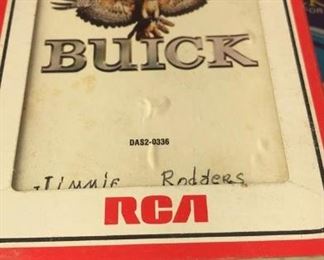 BUICK
DAS2-0336
Jimmie Rodgers
RCA